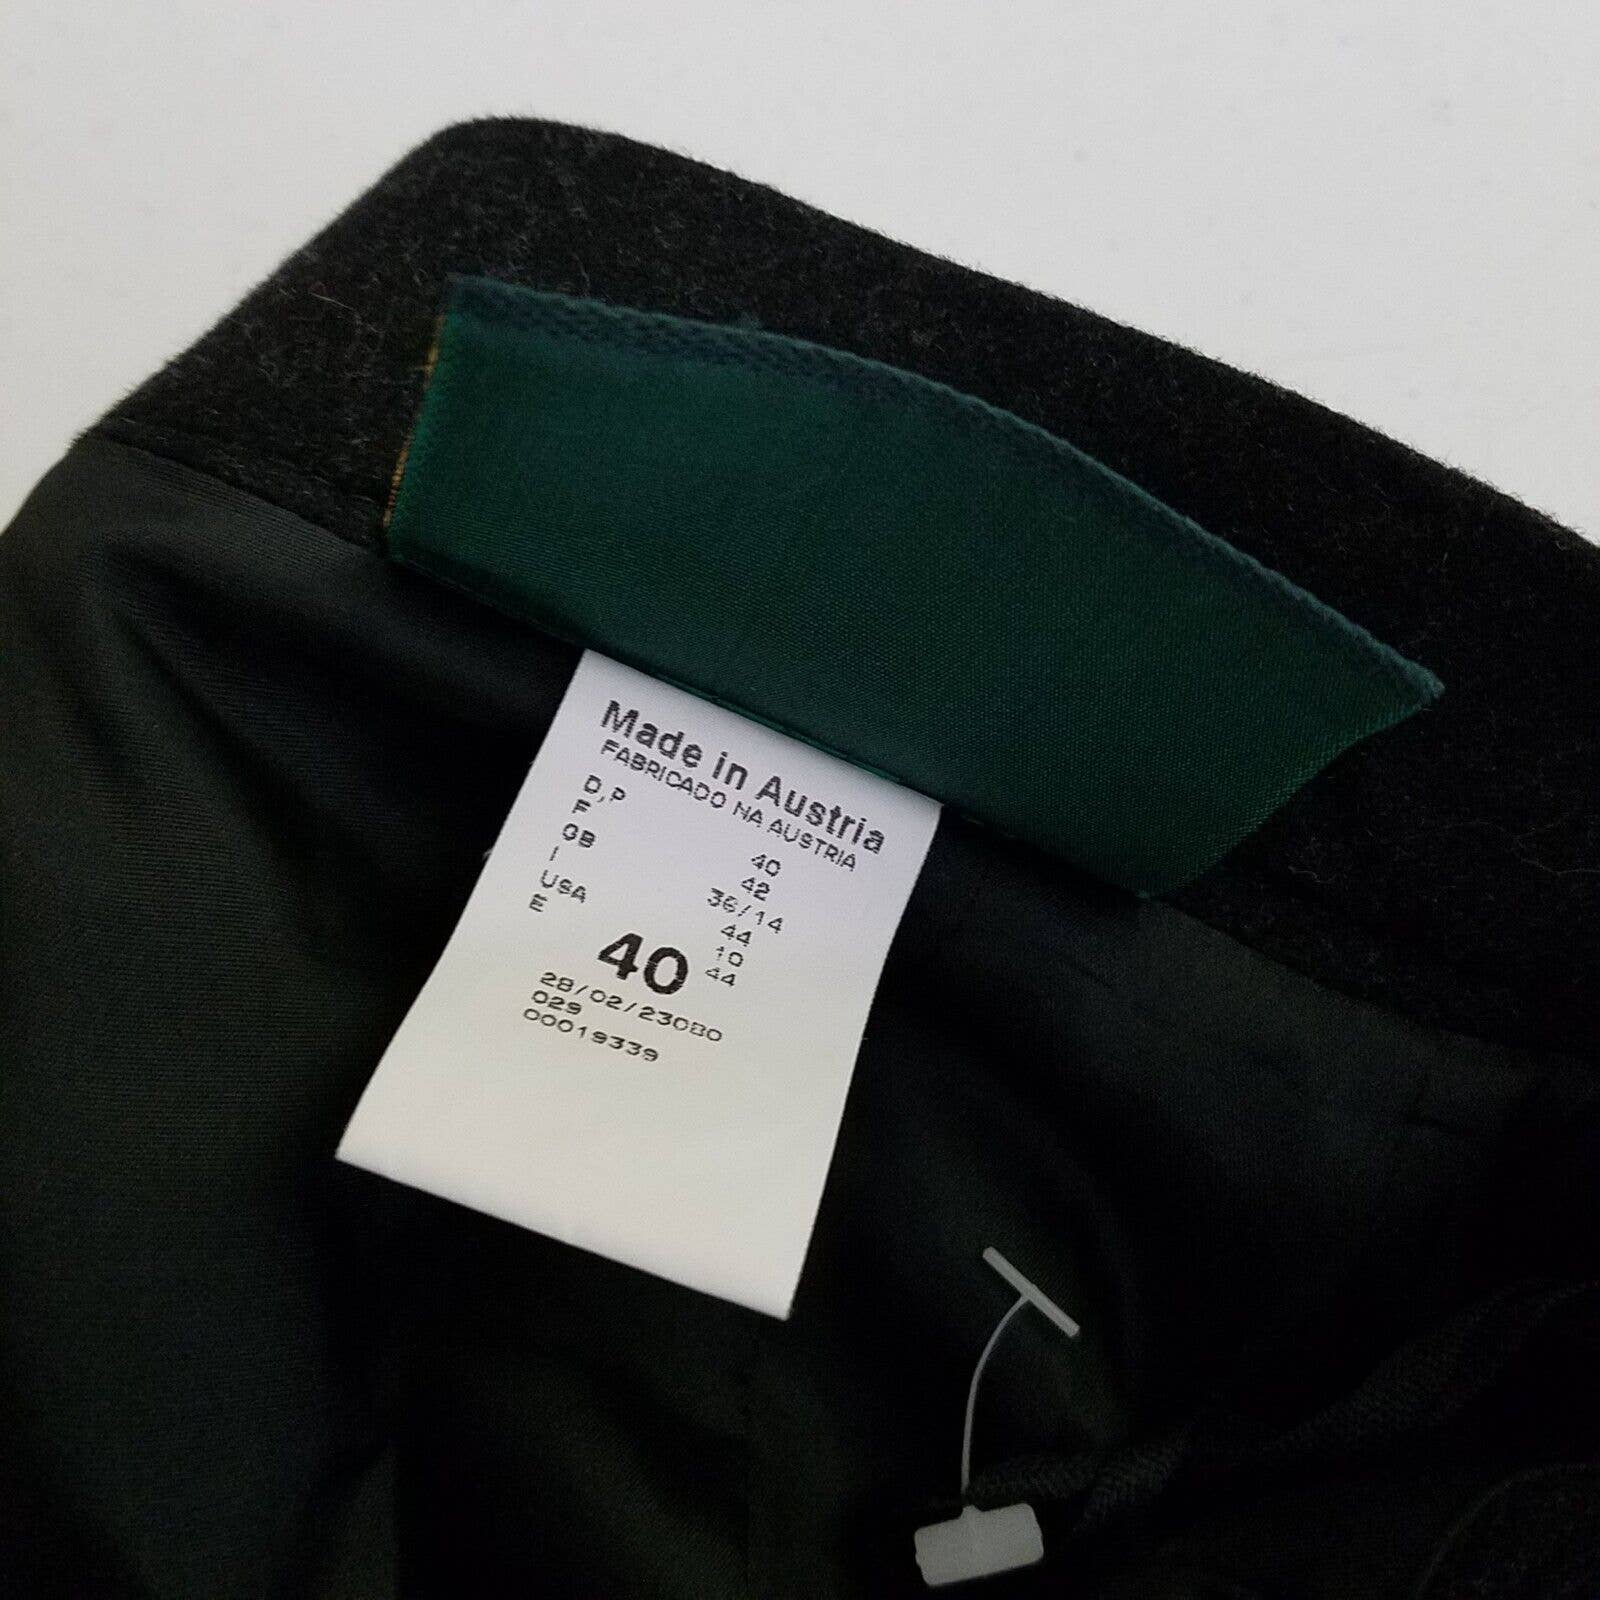 Made in Austria
FABRICADO NA AUSTRIA
D,P 40
F 42
GB 36/14
I 44
USA 10
E 44
40
28/02/23080
029
00019339